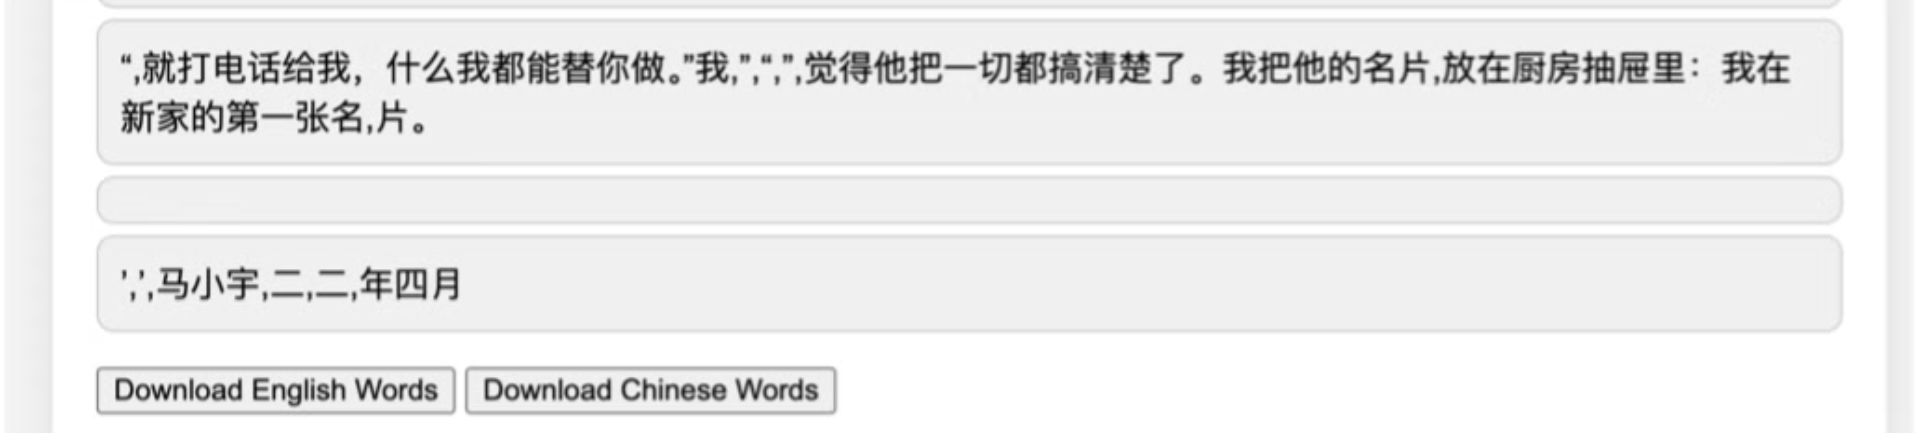 “,就打电话给我，什么我都能替你做。”我,”,“,”,觉得他把一切都搞清楚了。我把他的名片,放在厨房抽屉里：我在
新家的第一张名,片。
’,’,马小宇,二,二,年四月
Download English Words Download Chinese Words